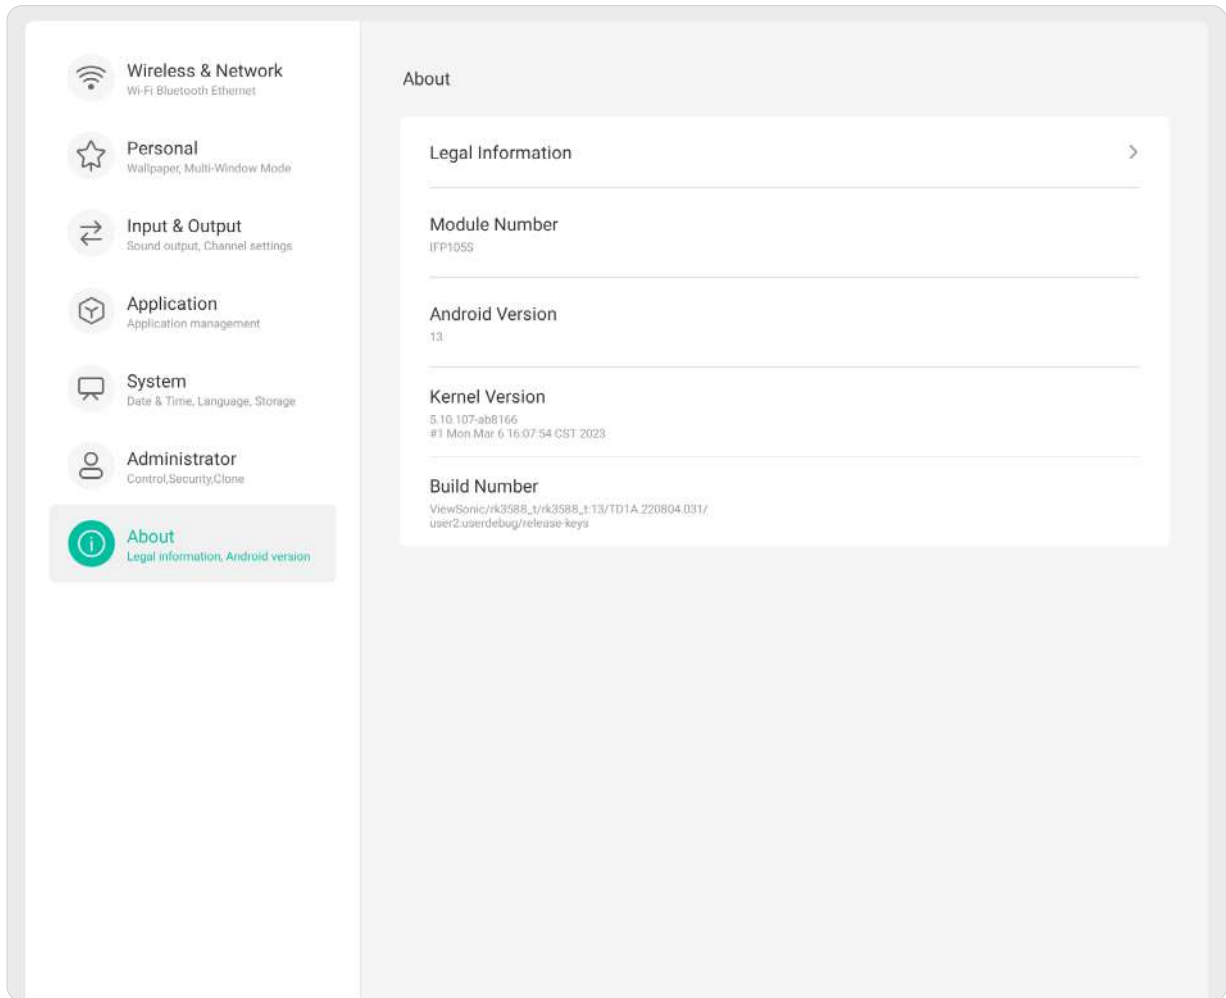 Wireless & Network
Wi-Fi Bluetooth Ethernet
Personal
Wallpaper, Multi-Window Mode
Input & Output
Sound output, Channel settings
Application
Application management
System
Date & Time, Language, Storage
Administrator
Control,Security,Clone
About
Legal information, Android version
About
Legal Information
Module Number
IFP105S
Android Version
13
Kernel Version
5.10.107-ab8166
#1 Mon Mar 6 16:07:54 CST 2023
Build Number
ViewSonic/rk3588_t/rk3588_t:13/TD1A.220804.031/
user2:userdebug/release-keys